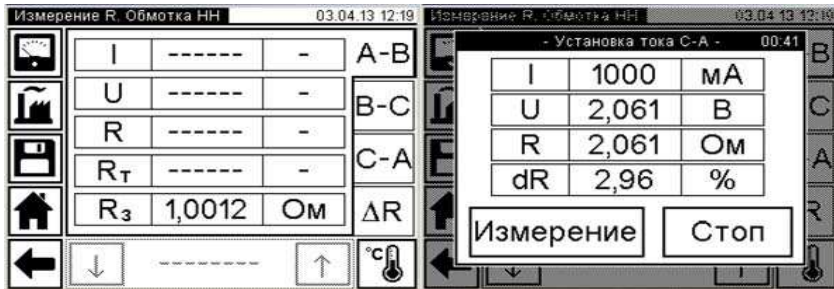 Измерение R. Обмотка НН 03.04.13 12:19
I ------ - A-B
U ------ -
R ------ - B-C
Rт ------ - C-A
Rз 1,0012 Ом ΔR
↓ -------- ↑ °C
Измерение R. Обмотка НН 03.04.13 12:19
- Установка тока C-A - 00:41
I 1000 мА
U 2,061 В
R 2,061 Ом
dR 2,96 %
Измерение Стоп
B
C
A
R
↓